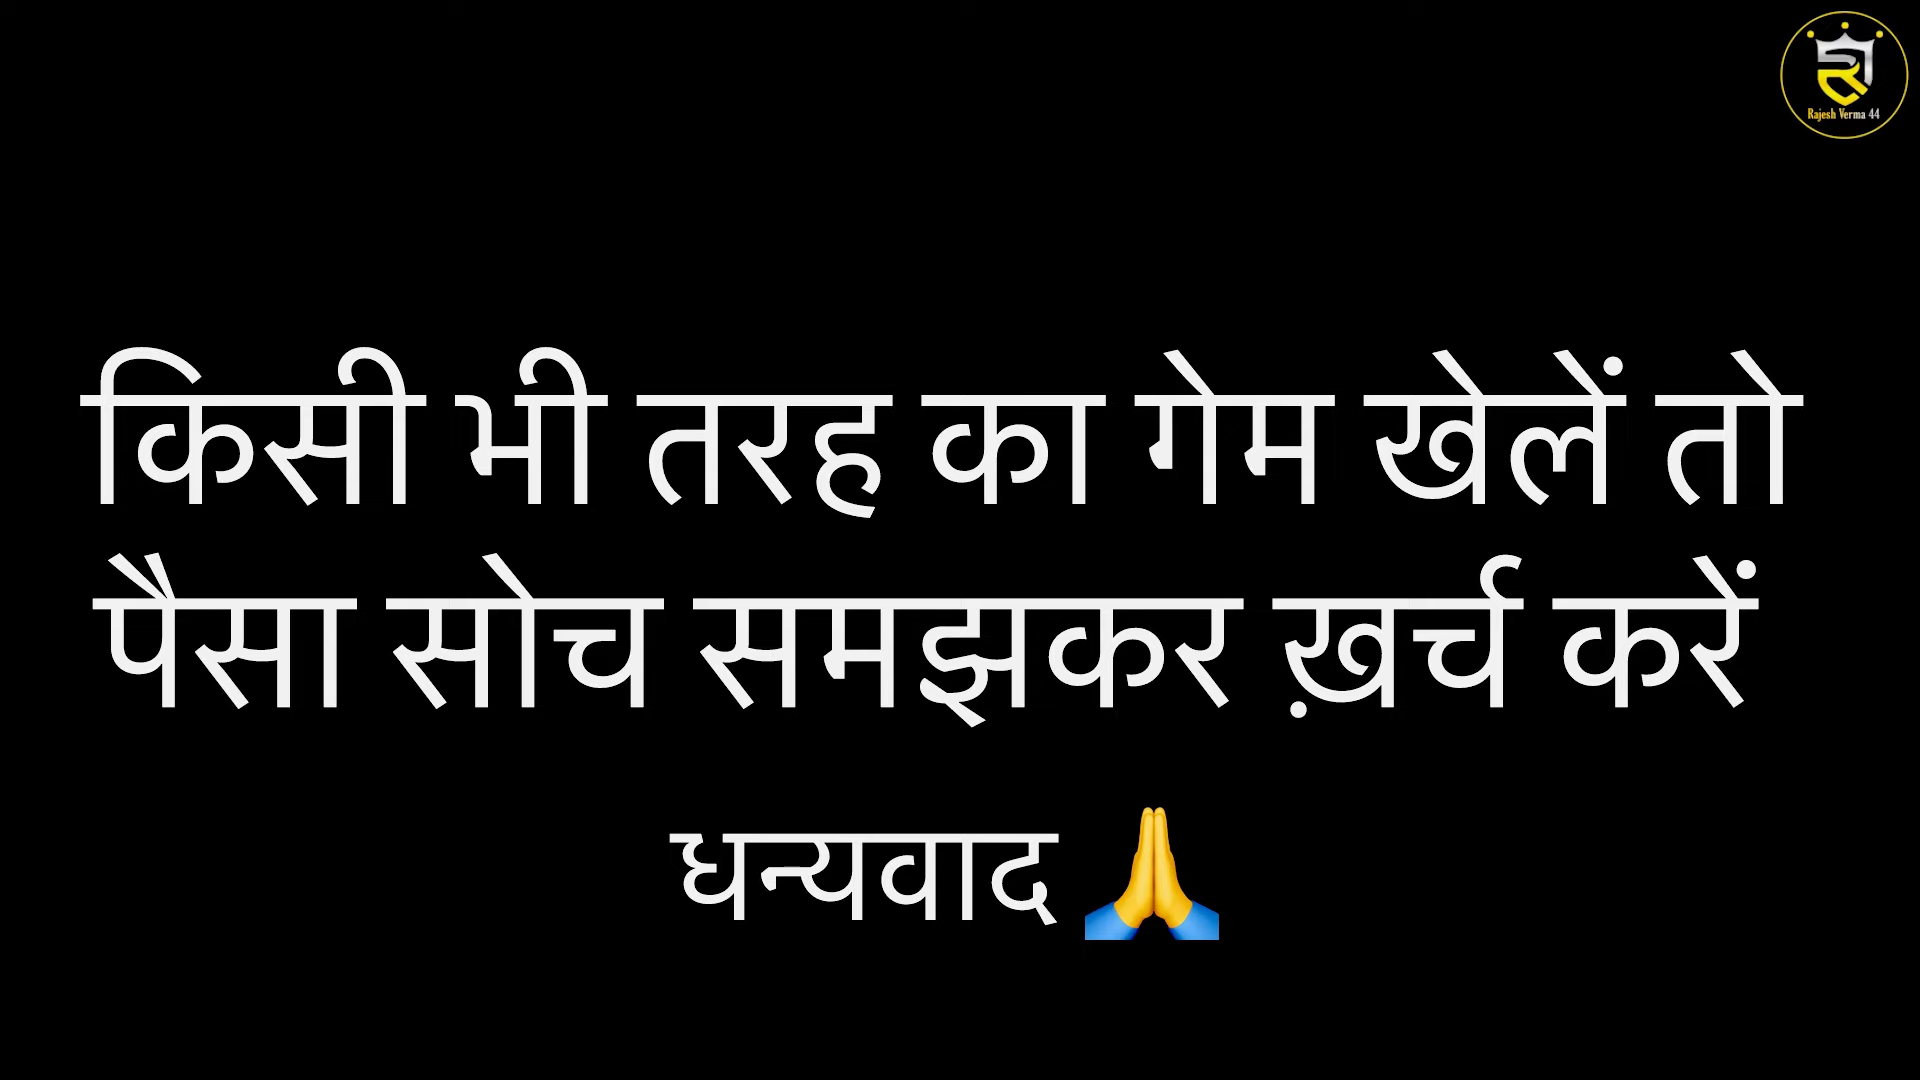 Rajesh Verma 44
किसी भी तरह का गेम खेलें तो
पैसा सोच समझकर ख़र्च करें
धन्यवाद 🙏